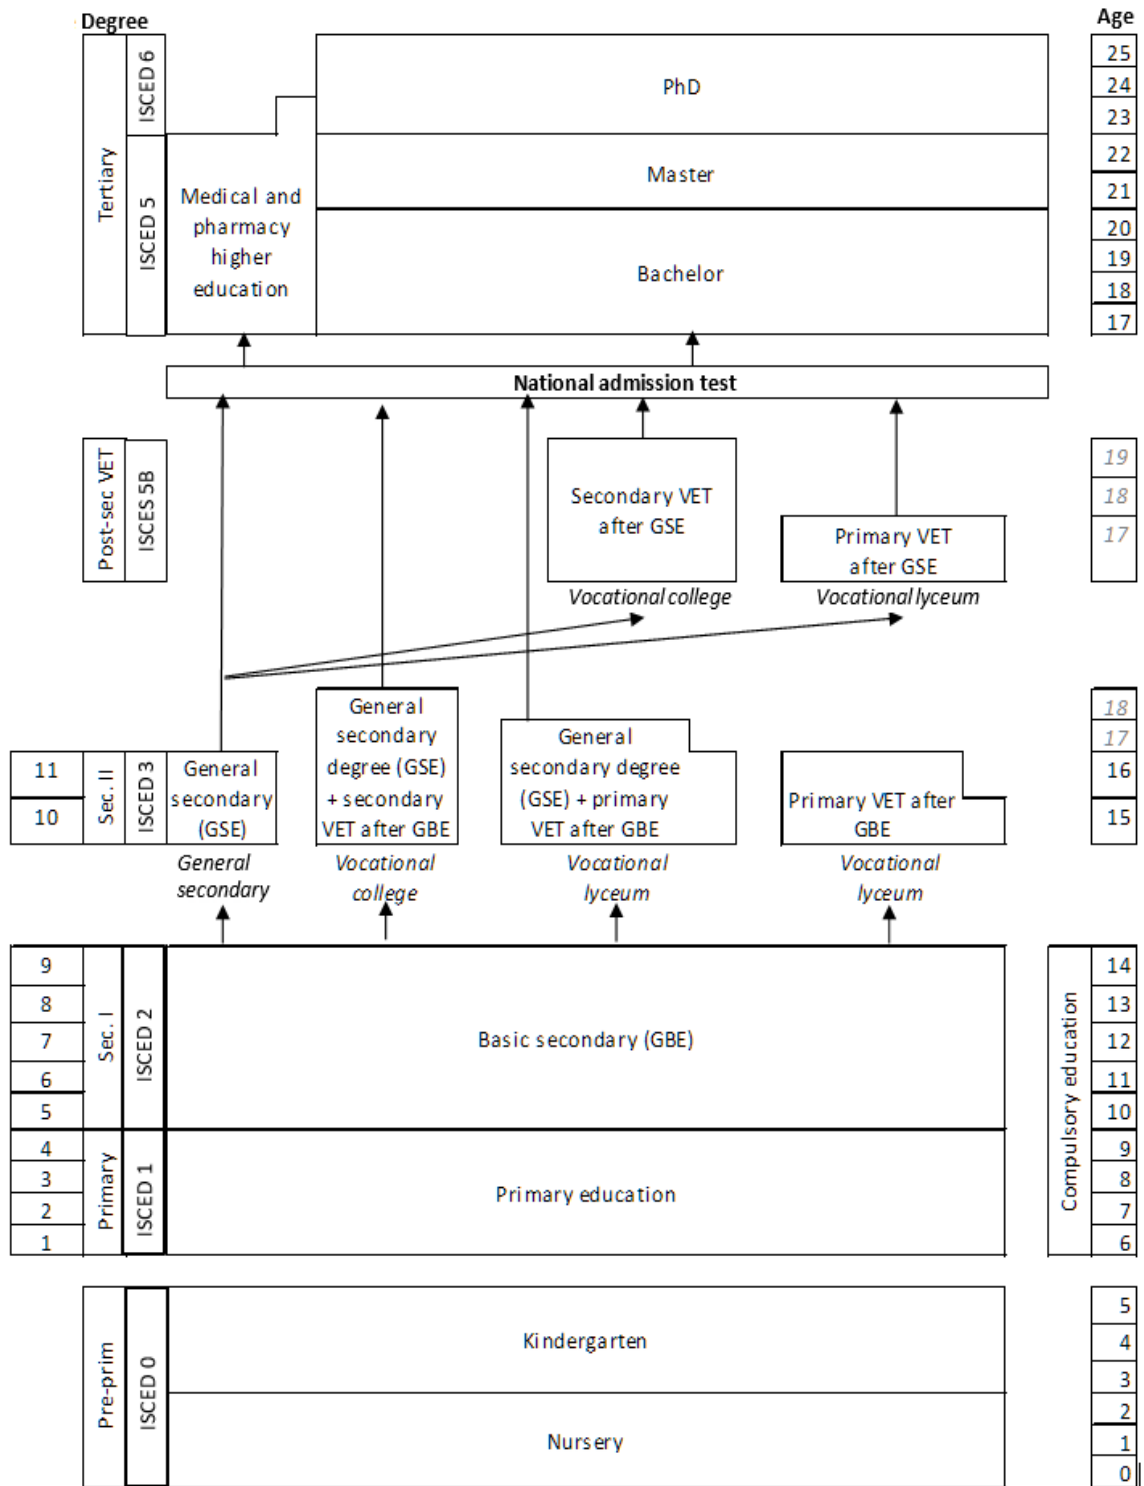 Degree
Age
Tertiary
ISCED 6
ISCED 5
PhD
Master
Bachelor
Medical and
pharmacy
higher
education
25
24
23
22
21
20
19
18
17
National admission test
Post-sec VET
ISCES 5B
Secondary VET
after GSE
Vocational college
Primary VET
after GSE
Vocational lyceum
19
18
17
11
10
Sec. II
ISCED 3
General
secondary
(GSE)
General
secondary
General
secondary
degree (GSE)
+ secondary
VET after GBE
Vocational
college
General
secondary degree
(GSE) + primary
VET after GBE
Vocational
lyceum
Primary VET after
GBE
Vocational
lyceum
18
17
16
15
9
8
7
6
5
4
3
2
1
Sec. I
ISCED 2
Basic secondary (GBE)
Primary
ISCED 1
Primary education
Compulsory education
14
13
12
11
10
9
8
7
6
Pre-prim
ISCED 0
Kindergarten
Nursery
5
4
3
2
1
0